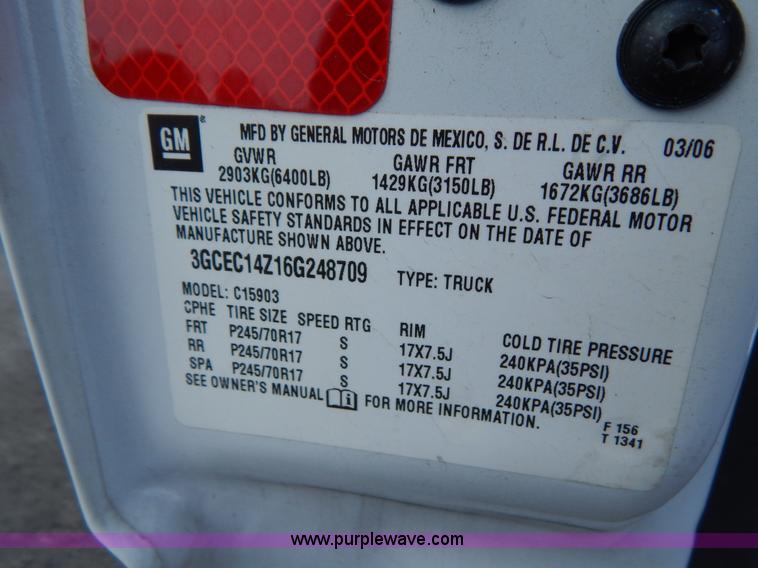 GM ® MFD BY GENERAL MOTORS DE MEXICO, S. DE R.L. DE C.V. 03/06
GVWR GAWR FRT GAWR RR
2903KG(6400LB) 1429KG(3150LB) 1672KG(3686LB)
THIS VEHICLE CONFORMS TO ALL APPLICABLE U.S. FEDERAL MOTOR
VEHICLE SAFETY STANDARDS IN EFFECT ON THE DATE OF
MANUFACTURE SHOWN ABOVE.
3GCEC14Z16G248709 TYPE: TRUCK
MODEL: C15903
CPHE TIRE SIZE SPEED RTG RIM COLD TIRE PRESSURE
FRT P245/70R17 S 17X7.5J 240KPA(35PSI)
RR P245/70R17 S 17X7.5J 240KPA(35PSI)
SPA P245/70R17 S 17X7.5J 240KPA(35PSI)
SEE OWNER'S MANUAL FOR MORE INFORMATION.
F 156
T 1341
www.purplewave.com